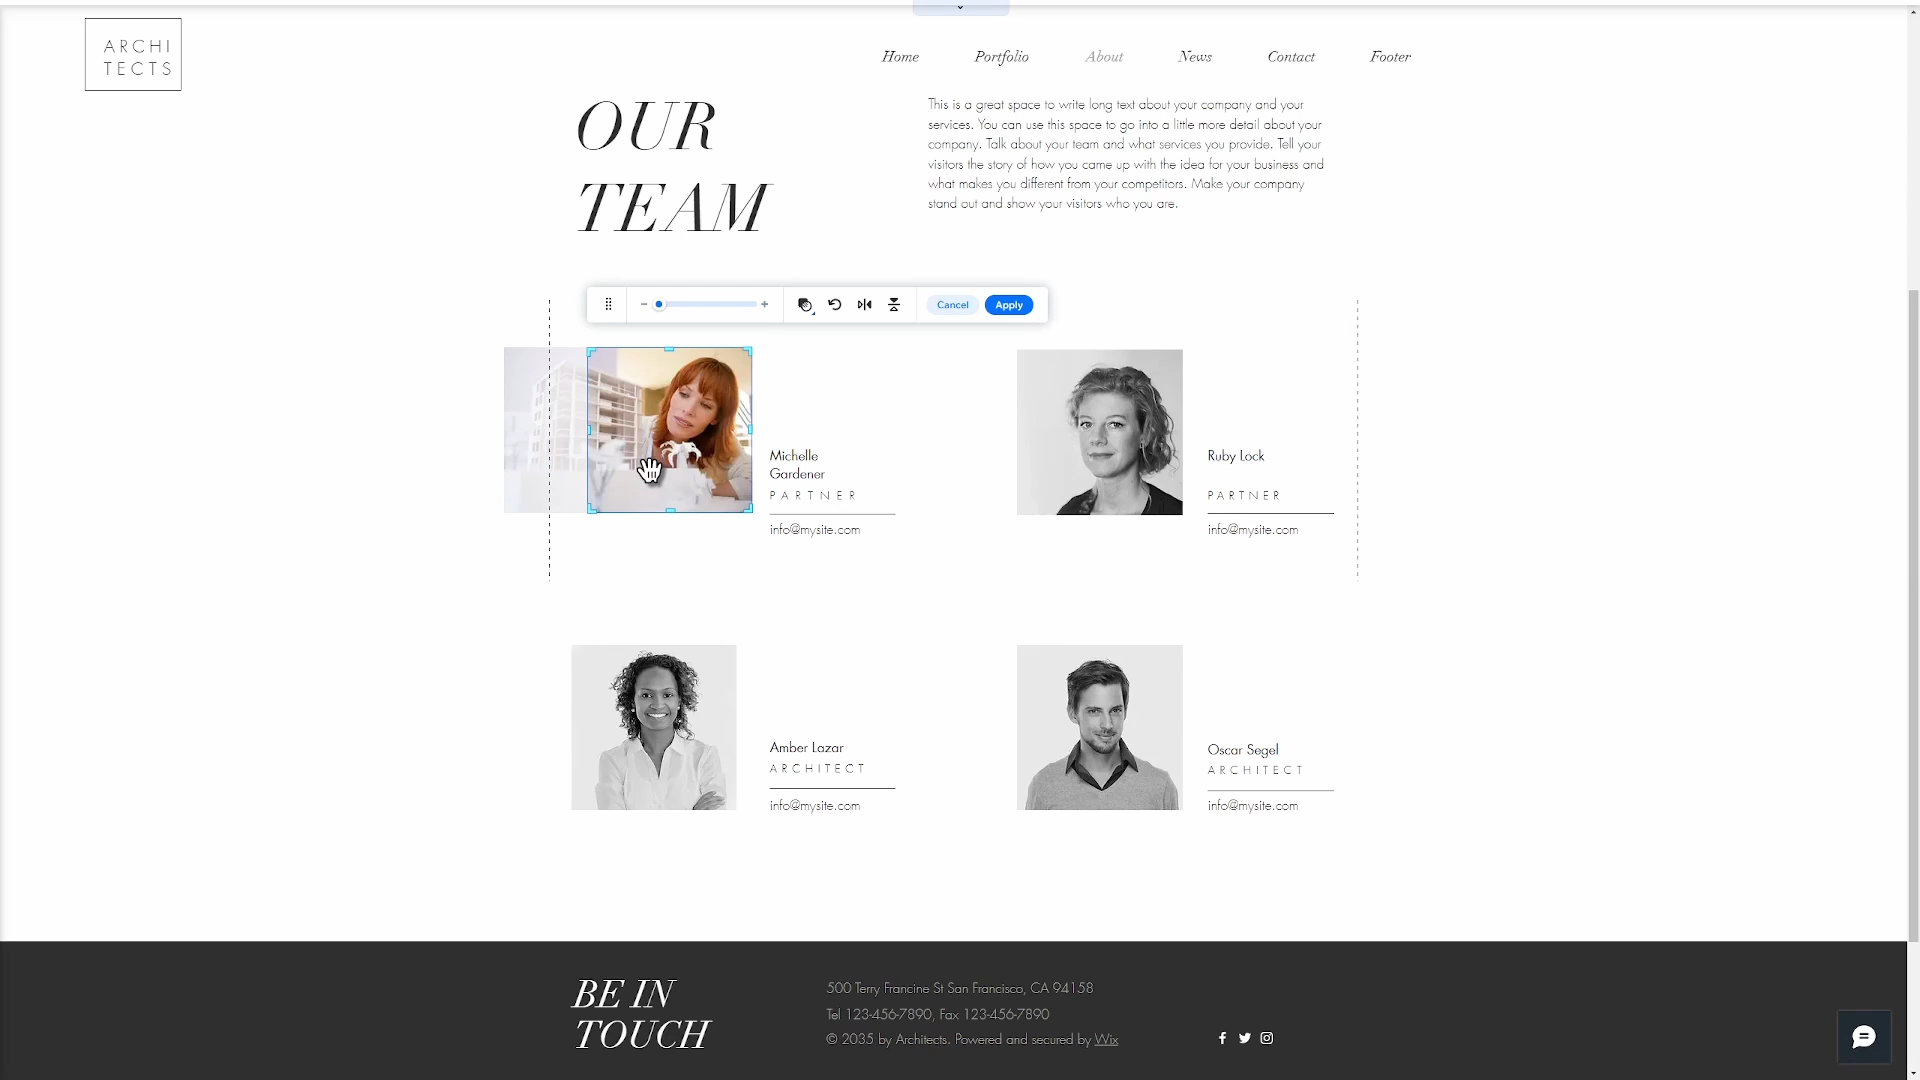 ARCHI
TECTS
Home
Portfolio
About
News
Contact
Footer
OUR
TEAM
This is a great space to write long text about your company and your
services. You can use this space to go into a little more detail about your
company. Talk about your team and what services you provide. Tell your
visitors the story of how you came up with the idea for your business and
what makes you different from your competitors. Make your company
stand out and show your visitors who you are.
Cancel
Apply
Michelle
Gardener
PARTNER
info@mysite.com
Ruby Lock
PARTNER
info@mysite.com
Amber Lazar
ARCHITECT
info@mysite.com
Oscar Segel
ARCHITECT
info@mysite.com
BE IN
TOUCH
500 Terry Francine St San Francisco, CA 94158
Tel 123-456-7890, Fax 123-456-7890
© 2035 by Architects. Powered and secured by Wix